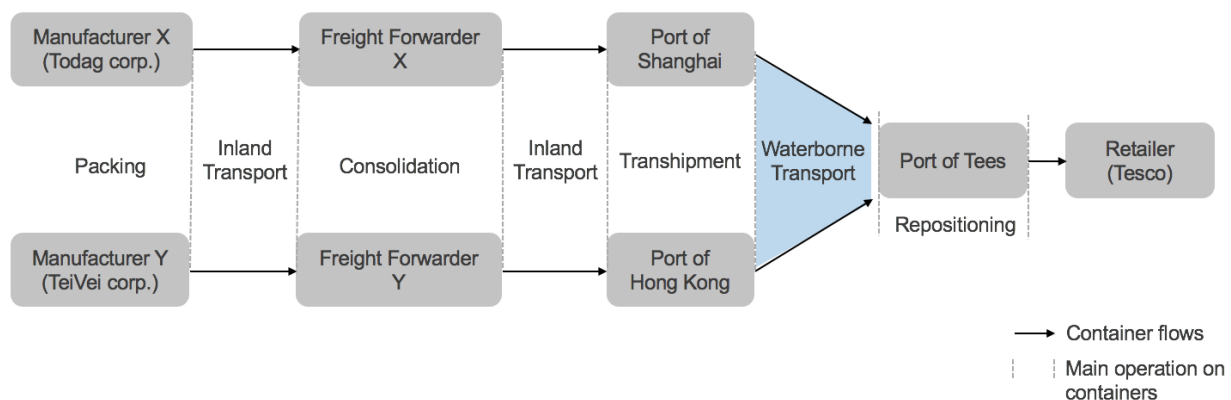 Manufacturer X
(Todag corp.)
Freight Forwarder
X
Port of
Shanghai
Packing
Inland
Transport
Consolidation
Inland
Transport
Transhipment
Waterborne
Transport
Port of Tees
Retailer
(Tesco)
Repositioning
Manufacturer Y
(TeiVei corp.)
Freight Forwarder
Y
Port of
Hong Kong
Container flows
Main operation on
containers